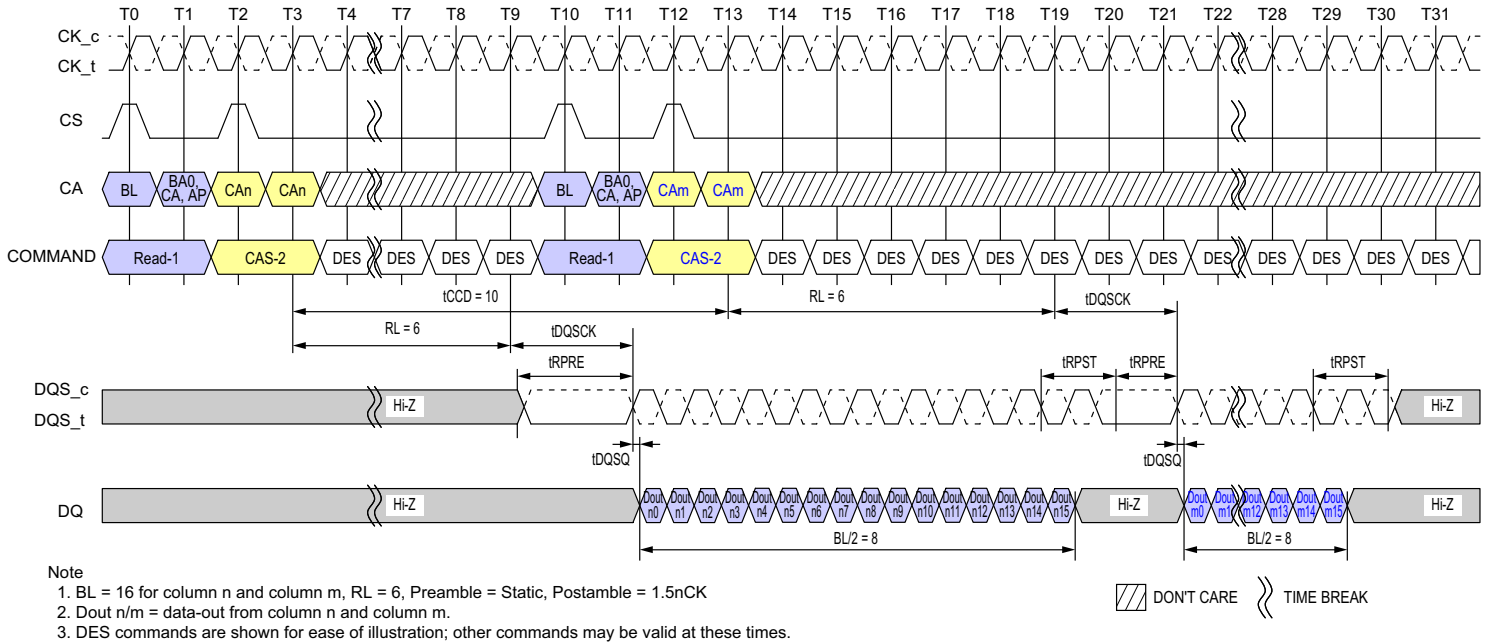 T0 T1 T2 T3 T4 T7 T8 T9 T10 T11 T12 T13 T14 T15 T16 T17 T18 T19 T20 T21 T22 T28 T29 T30 T31
CK_c
CK_t
CS
CA BL BA0, CA, AP CAn CAn BL BA0, CA, AP CAm CAm
COMMAND Read-1 CAS-2 DES DES DES DES Read-1 CAS-2 DES DES DES DES DES DES DES DES DES DES DES DES DES
tCCD = 10 RL = 6 tDQSCK
RL = 6 tDQSCK
tRPRE tRPST tRPRE tRPST
DQS_c
DQS_t
Hi-Z Hi-Z
tDQSQ tDQSQ
DQ Hi-Z Dout n0 Dout n1 Dout n2 Dout n3 Dout n4 Dout n5 Dout n6 Dout n7 Dout n8 Dout n9 Dout n10 Dout n11 Dout n12 Dout n13 Dout n14 Dout n15 Hi-Z Dout m0 Dout m1 Dout m12 Dout m13 Dout m14 Dout m15 Hi-Z
BL/2 = 8 BL/2 = 8
Note
1. BL = 16 for column n and column m, RL = 6, Preamble = Static, Postamble = 1.5nCK
2. Dout n/m = data-out from column n and column m.
3. DES commands are shown for ease of illustration; other commands may be valid at these times.
DON'T CARE TIME BREAK